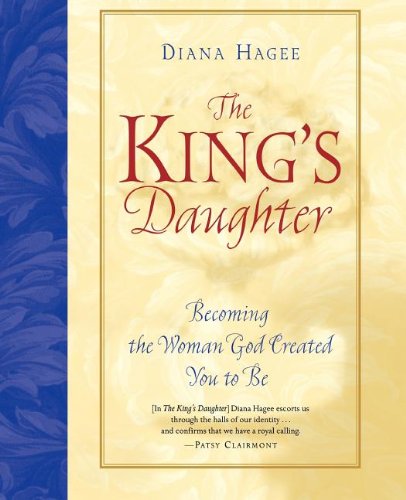 DIANA HAGEE
The
KING'S
Daughter
Becoming
the Woman God Created
You to Be
[In The King's Daughter] Diana Hagee escorts us
through the halls of our identity . . .
and confirms that we have a royal calling.
—PATSY CLAIRMONT